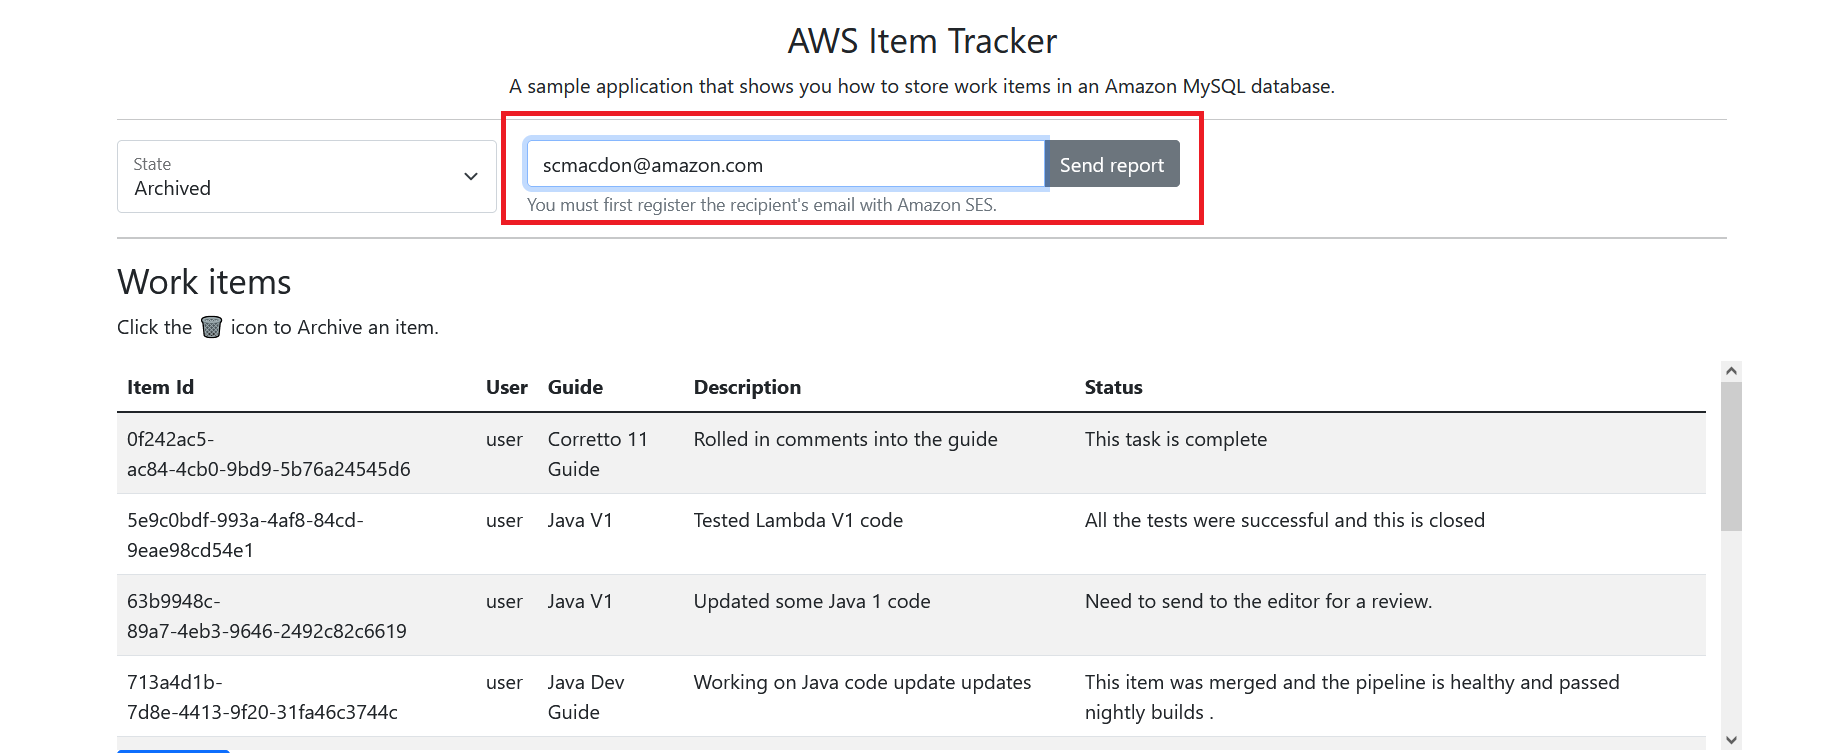 AWS Item Tracker
A sample application that shows you how to store work items in an Amazon MySQL database.
State
Archived
scmacdon@amazon.com
Send report
You must first register the recipient's email with Amazon SES.
Work items
Click the icon to Archive an item.
Item Id User Guide Description Status
0f242ac5- user Corretto 11 Rolled in comments into the guide This task is complete
ac84-4cb0-9bd9-5b76a24545d6 Guide
5e9c0bdf-993a-4af8-84cd- user Java V1 Tested Lambda V1 code All the tests were successful and this is closed
9eae98cd54e1
63b9948c- user Java V1 Updated some Java 1 code Need to send to the editor for a review.
89a7-4eb3-9646-2492c82c6619
713a4d1b- user Java Dev Working on Java code update updates This item was merged and the pipeline is healthy and passed
7d8e-4413-9f20-31fa46c3744c Guide nightly builds .